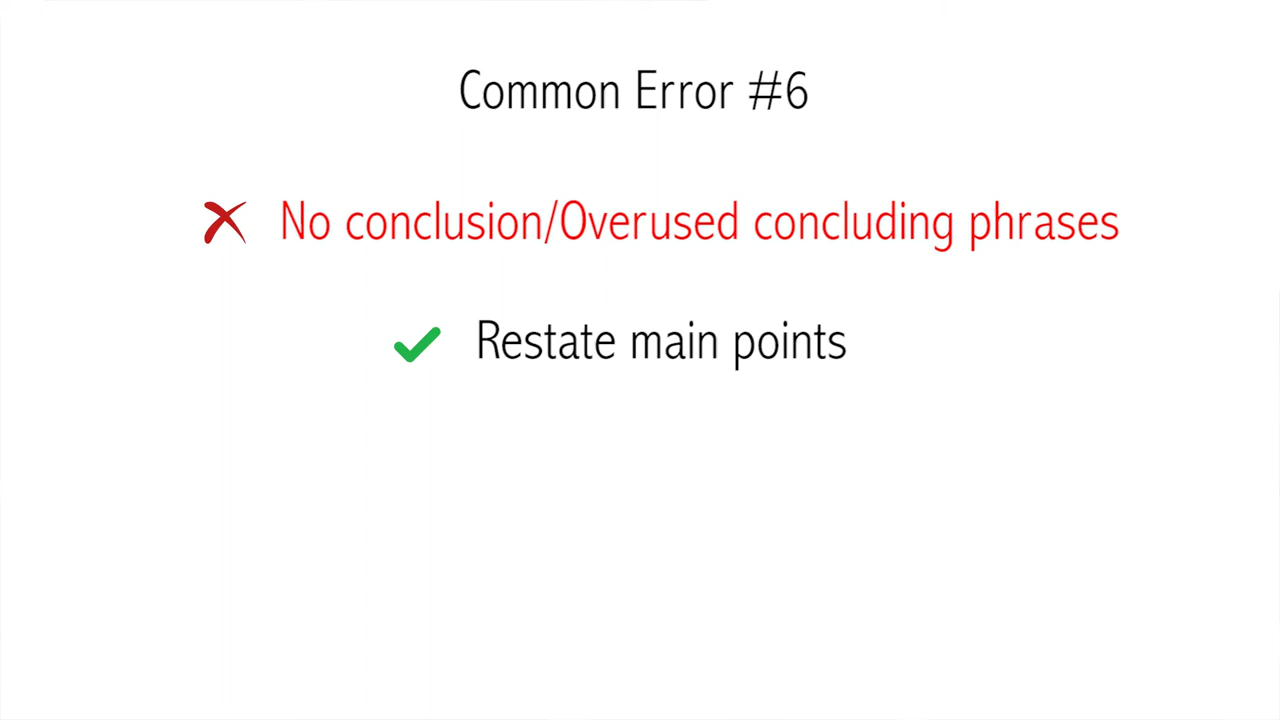 Common Error #6
No conclusion/Overused concluding phrases
Restate main points